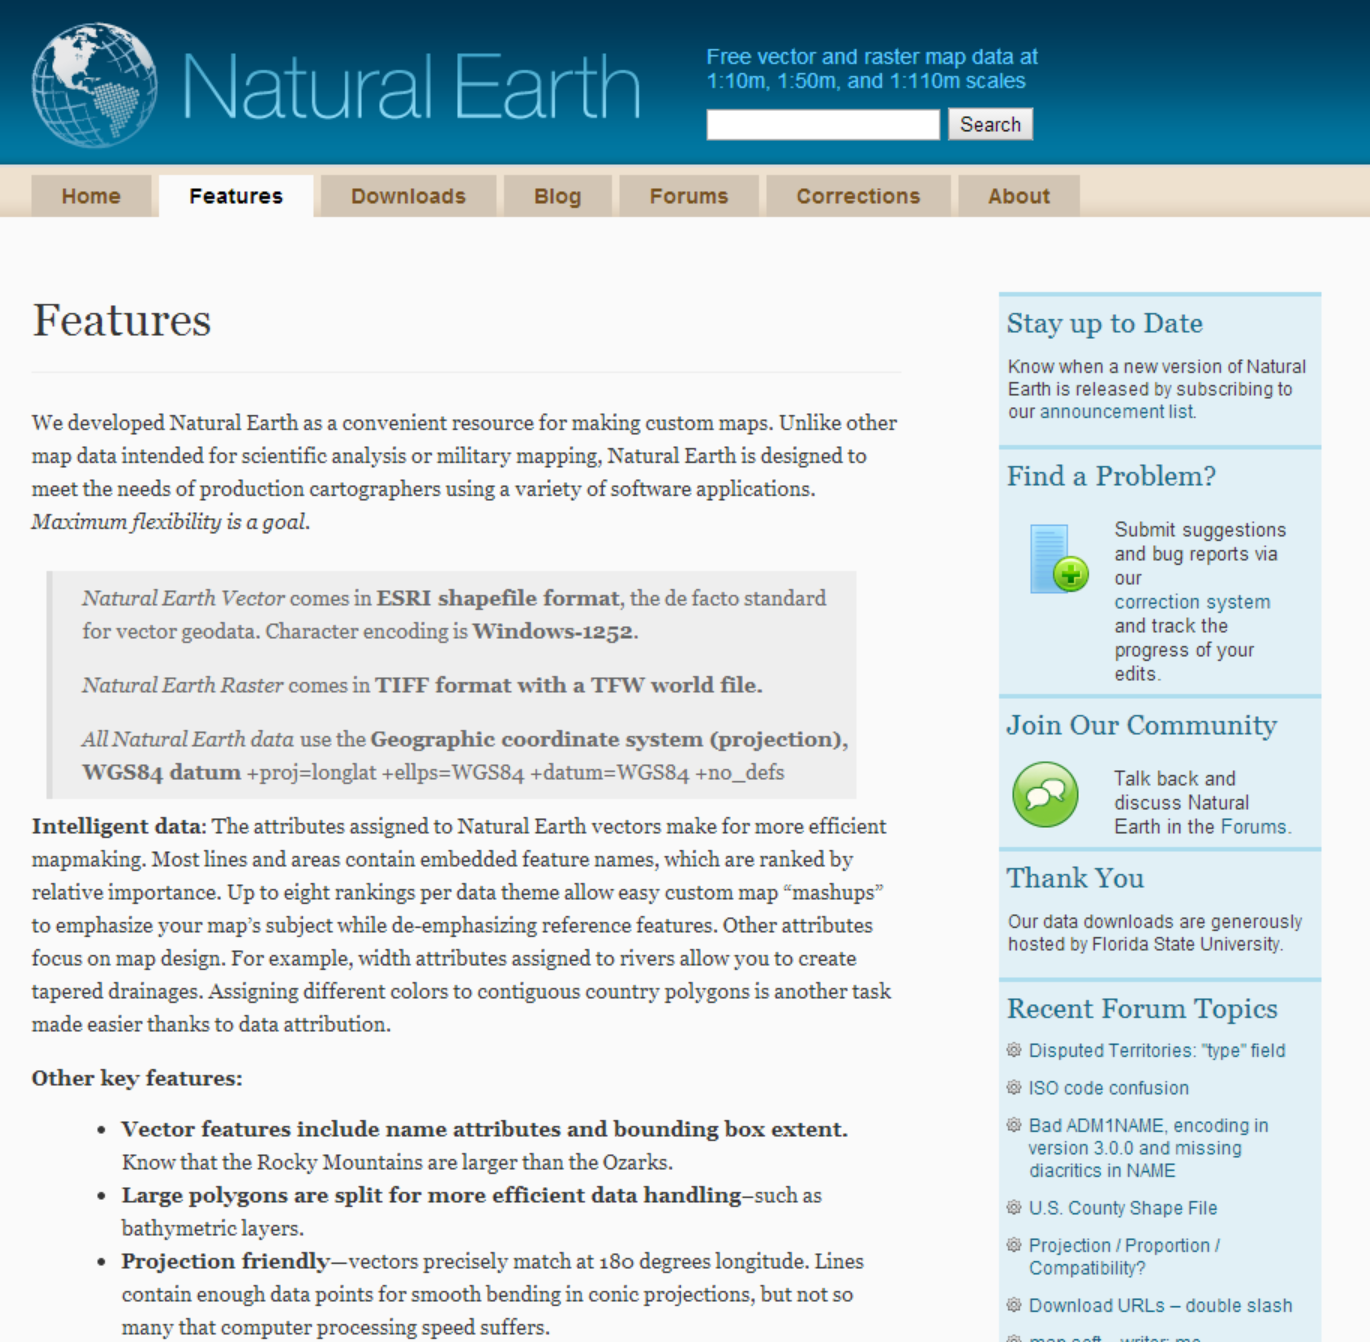 Natural Earth
Free vector and raster map data at
1:10m, 1:50m, and 1:110m scales
Search
Home
Features
Downloads
Blog
Forums
Corrections
About
Features
We developed Natural Earth as a convenient resource for making custom maps. Unlike other
map data intended for scientific analysis or military mapping, Natural Earth is designed to
meet the needs of production cartographers using a variety of software applications.
Maximum flexibility is a goal.
Natural Earth Vector comes in ESRI shapefile format, the de facto standard
for vector geodata. Character encoding is Windows-1252.
Natural Earth Raster comes in TIFF format with a TFW world file.
All Natural Earth data use the Geographic coordinate system (projection),
WGS84 datum +proj=longlat +ellps=WGS84 +datum=WGS84 +no_defs
Intelligent data: The attributes assigned to Natural Earth vectors make for more efficient
mapmaking. Most lines and areas contain embedded feature names, which are ranked by
relative importance. Up to eight rankings per data theme allow easy custom map “mashups”
to emphasize your map’s subject while de-emphasizing reference features. Other attributes
focus on map design. For example, width attributes assigned to rivers allow you to create
tapered drainages. Assigning different colors to contiguous country polygons is another task
made easier thanks to data attribution.
Other key features:
• Vector features include name attributes and bounding box extent.
Know that the Rocky Mountains are larger than the Ozarks.
• Large polygons are split for more efficient data handling–such as
bathymetric layers.
• Projection friendly—vectors precisely match at 180 degrees longitude. Lines
contain enough data points for smooth bending in conic projections, but not so
many that computer processing speed suffers.
Stay up to Date
Know when a new version of Natural
Earth is released by subscribing to
our announcement list.
Find a Problem?
Submit suggestions
and bug reports via
our
correction system
and track the
progress of your
edits.
Join Our Community
Talk back and
discuss Natural
Earth in the Forums.
Thank You
Our data downloads are generously
hosted by Florida State University.
Recent Forum Topics
Disputed Territories: "type" field
ISO code confusion
Bad ADM1NAME, encoding in
version 3.0.0 and missing
diacritics in NAME
U.S. County Shape File
Projection / Proportion /
Compatibility?
Download URLs – double slash